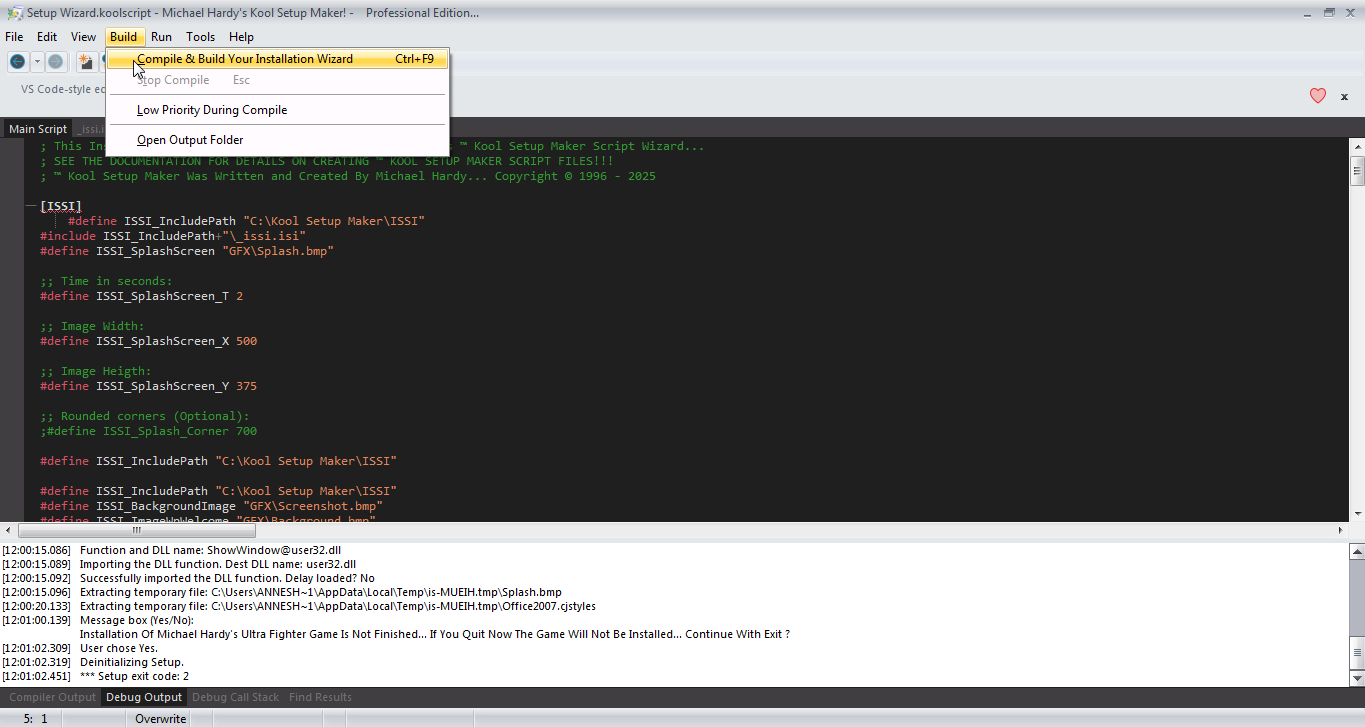 Setup Wizard.koolscript - Michael Hardy's Kool Setup Maker! -    Professional Edition...
File Edit View Build Run Tools Help
Compile & Build Your Installation Wizard Ctrl+F9
Stop Compile Esc
Low Priority During Compile
Open Output Folder
VS Code-style
x
Main Script _issi.i
; This Ins ™ Kool Setup Maker Script Wizard...
; SEE THE DOCUMENTATION FOR DETAILS ON CREATING ™ KOOL SETUP MAKER SCRIPT FILES!!!
; ™ Kool Setup Maker Was Written and Created By Michael Hardy... Copyright © 1996 - 2025
[ISSI]
#define ISSI_IncludePath "C:\Kool Setup Maker\ISSI"
#include ISSI_IncludePath+"\_issi.isi"
#define ISSI_SplashScreen "GFX\Splash.bmp"
;; Time in seconds:
#define ISSI_SplashScreen_T 2
;; Image Width:
#define ISSI_SplashScreen_X 500
;; Image Heigth:
#define ISSI_SplashScreen_Y 375
;; Rounded corners (Optional):
;#define ISSI_Splash_Corner 700
#define ISSI_IncludePath "C:\Kool Setup Maker\ISSI"
#define ISSI_IncludePath "C:\Kool Setup Maker\ISSI"
#define ISSI_BackgroundImage "GFX\Screenshot.bmp"
#define ISSI_ImageWpWelcome "GFX\Background.bmp"
[12:00:15.086] Function and DLL name: ShowWindow@user32.dll
[12:00:15.089] Importing the DLL function. Dest DLL name: user32.dll
[12:00:15.092] Successfully imported the DLL function. Delay loaded? No
[12:00:15.096] Extracting temporary file: C:\Users\ANNESH~1\AppData\Local\Temp\is-MUEIH.tmp\Splash.bmp
[12:00:20.133] Extracting temporary file: C:\Users\ANNESH~1\AppData\Local\Temp\is-MUEIH.tmp\Office2007.cjstyles
[12:01:00.139] Message box (Yes/No):
Installation Of Michael Hardy's Ultra Fighter Game Is Not Finished... If You Quit Now The Game Will Not Be Installed... Continue With Exit ?
[12:01:02.309] User chose Yes.
[12:01:02.319] Deinitializing Setup.
[12:01:02.451] *** Setup exit code: 2
Compiler Output Debug Output Debug Call Stack Find Results
5: 1 Overwrite